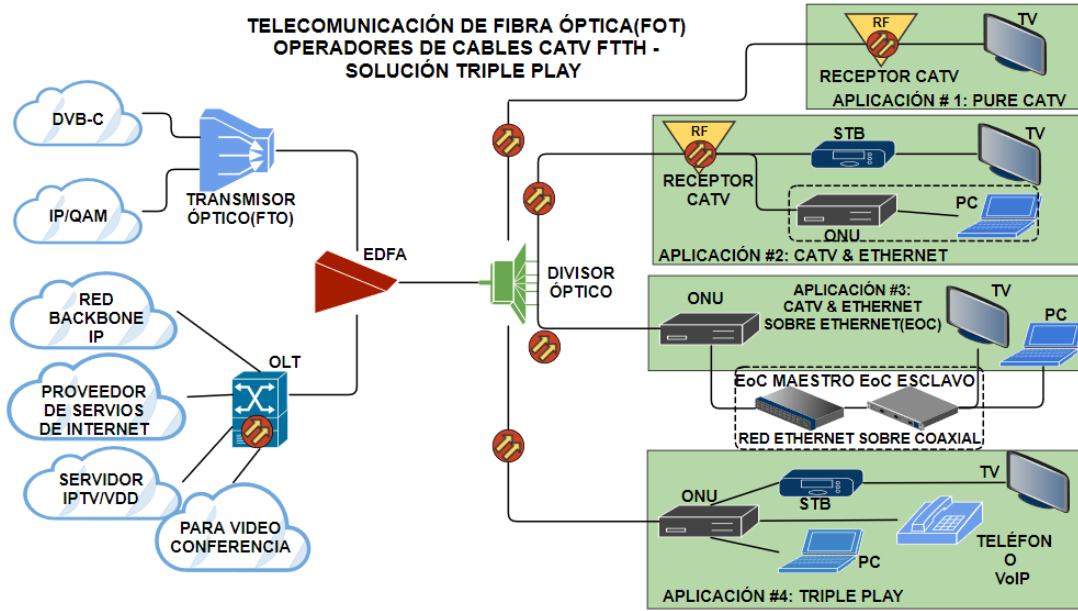 TELECOMUNICACIÓN DE FIBRA ÓPTICA(FOT)
OPERADORES DE CABLES CATV FTTH -
SOLUCIÓN TRIPLE PLAY
DVB-C
IP/QAM
TRANSMISOR
ÓPTICO(FTO)
EDFA
RED
BACKBONE
IP
OLT
PROVEEDOR
DE SERVIOS
DE INTERNET
SERVIDOR
IPTV/VDD
PARA VIDEO
CONFERENCIA
DIVISOR
ÓPTICO
RF
TV
RECEPTOR CATV
APLICACIÓN # 1: PURE CATV
RF
STB
TV
RECEPTOR
CATV
PC
ONU
APLICACIÓN #2: CATV & ETHERNET
ONU
APLICACIÓN #3:
CATV & ETHERNET
SOBRE ETHERNET(EOC)
TV
PC
EoC MAESTRO EoC ESCLAVO
RED ETHERNET SOBRE COAXIAL
ONU
STB
TV
PC
TELÉFON
O
VoIP
APLICACIÓN #4: TRIPLE PLAY